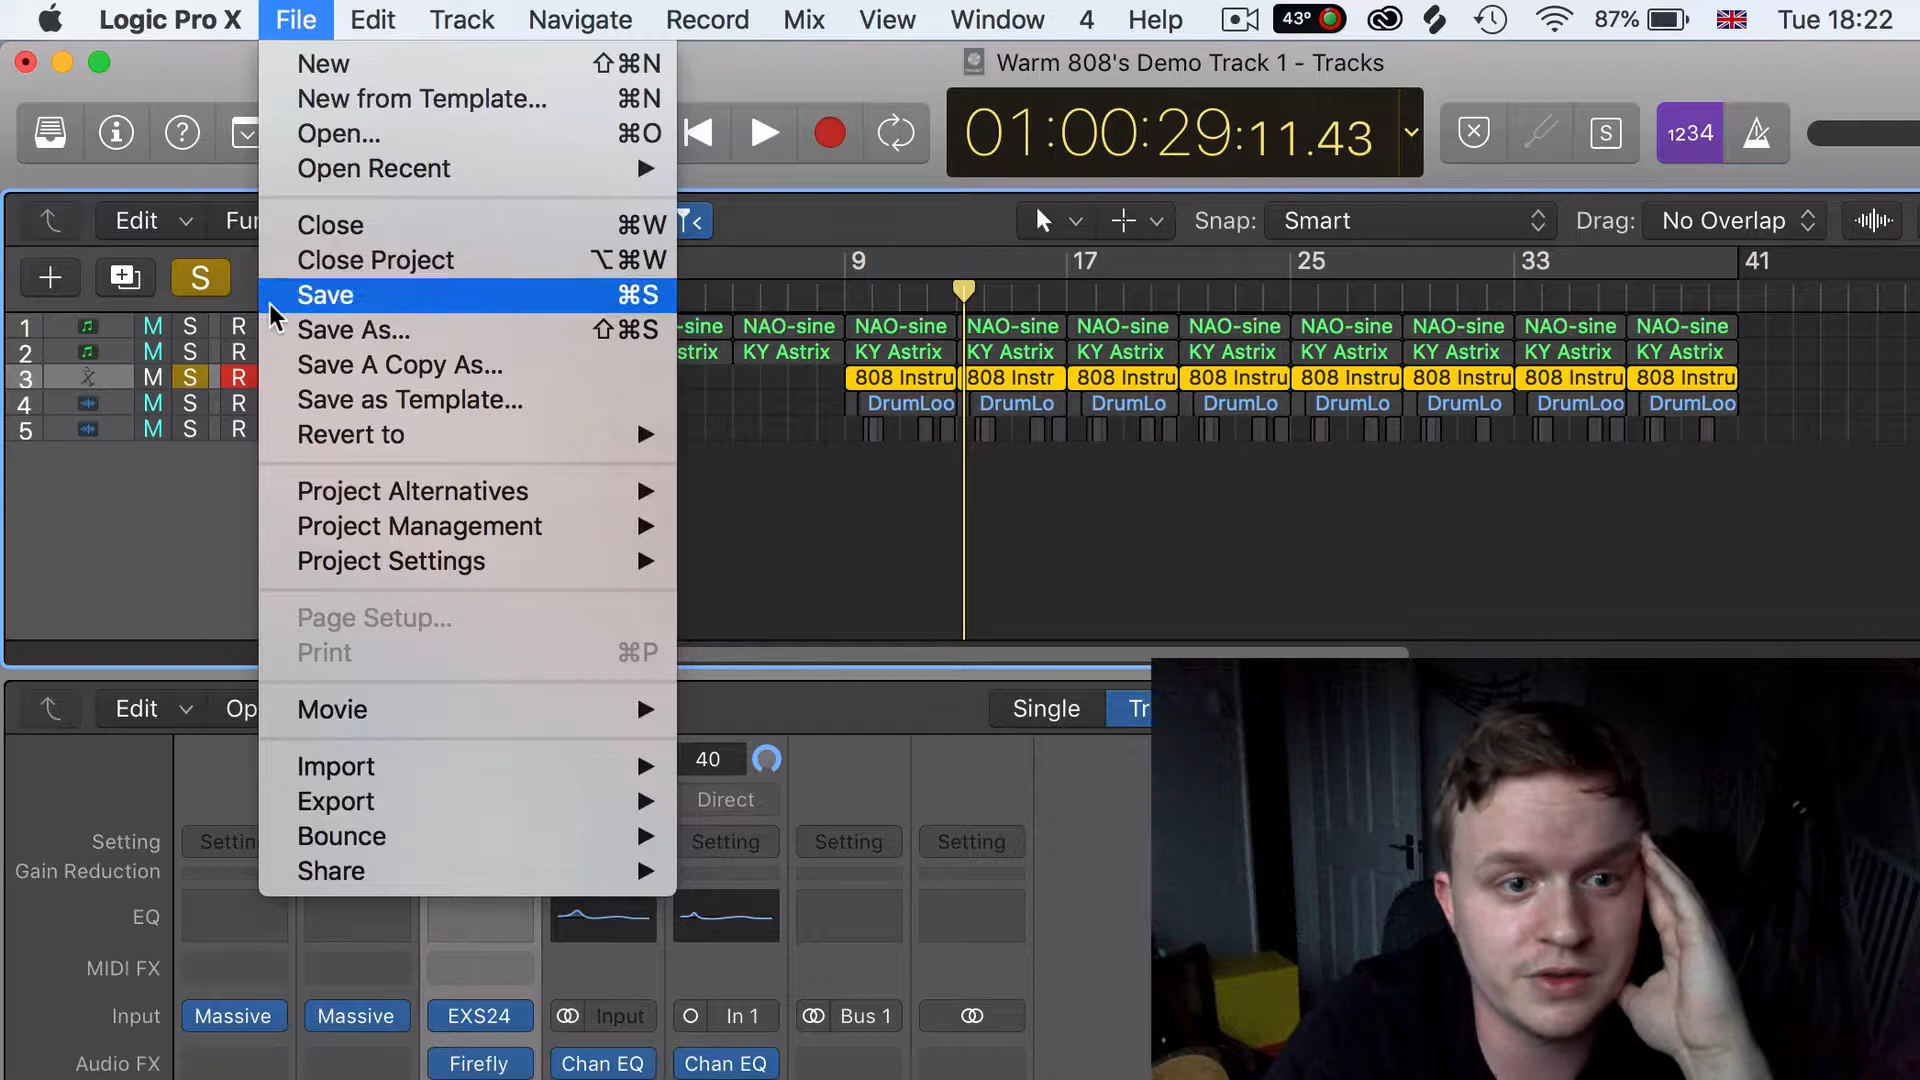 Logic Pro X File Edit Track Navigate Record Mix View Window 4 Help 43° 87% Tue 18:22
Warm 808's Demo Track 1 - Tracks
New ⇧⌘N
New from Template... ⌘N
Open... ⌘O
Open Recent
Close ⌘W
Close Project ⌥⌘W
Save ⌘S
Save As... ⇧⌘S
Save A Copy As...
Save as Template...
Revert to
Project Alternatives
Project Management
Project Settings
Page Setup...
Print ⌘P
Movie
Import
Export
Bounce
Share
01:00:29:11.43
S 1234
Edit Fu Snap: Smart Drag: No Overlap
S 9 17 25 33 41
1 M S R -sine NAO-sine NAO-sine NAO-sine NAO-sine NAO-sine NAO-sine NAO-sine NAO-sine NAO-sine
2 M S R strix KY Astrix KY Astrix KY Astrix KY Astrix KY Astrix KY Astrix KY Astrix KY Astrix KY Astrix
3 M S R 808 Instru 808 Instr 808 Instru 808 Instru 808 Instru 808 Instru 808 Instru 808 Instru
4 M S R DrumLoo DrumLo DrumLo DrumLo DrumLo DrumLo DrumLoo DrumLoo
5 M S R
Edit Op Single Tr
40
Direct
Setting Settin Setting Setting Setting
Gain Reduction
EQ
MIDI FX
Input Massive Massive EXS24 Input In 1 Bus 1
Audio FX Firefly Chan EQ Chan EQ